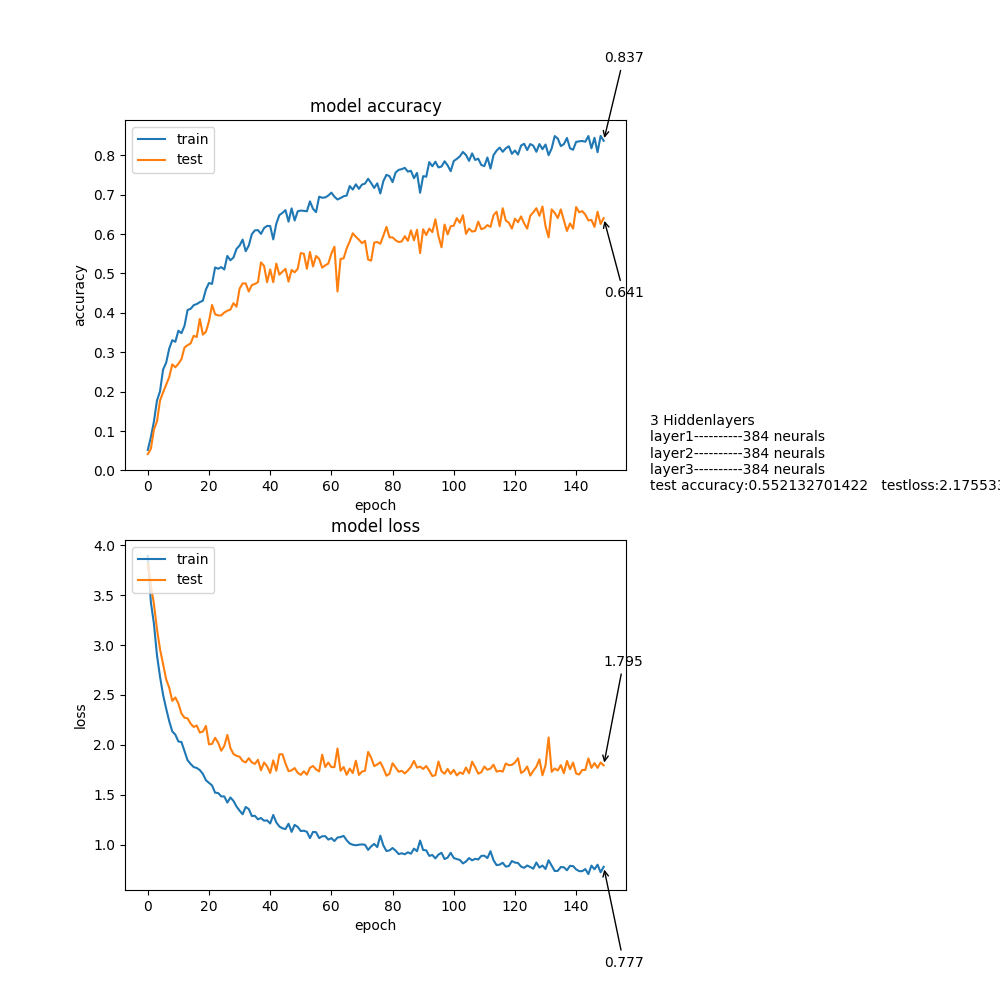 0.837
model accuracy
train
test
0.8
0.7
0.6
0.5
0.4
0.3
0.2
0.1
0.0
accuracy
0.641
0 20 40 60 80 100 120 140
epoch
3 Hiddenlayers
layer1----------384 neurals
layer2----------384 neurals
layer3----------384 neurals
test accuracy:0.552132701422 testloss:2.175533
model loss
train
test
4.0
3.5
3.0
2.5
2.0
1.5
1.0
loss
1.795
0 20 40 60 80 100 120 140
epoch
0.777